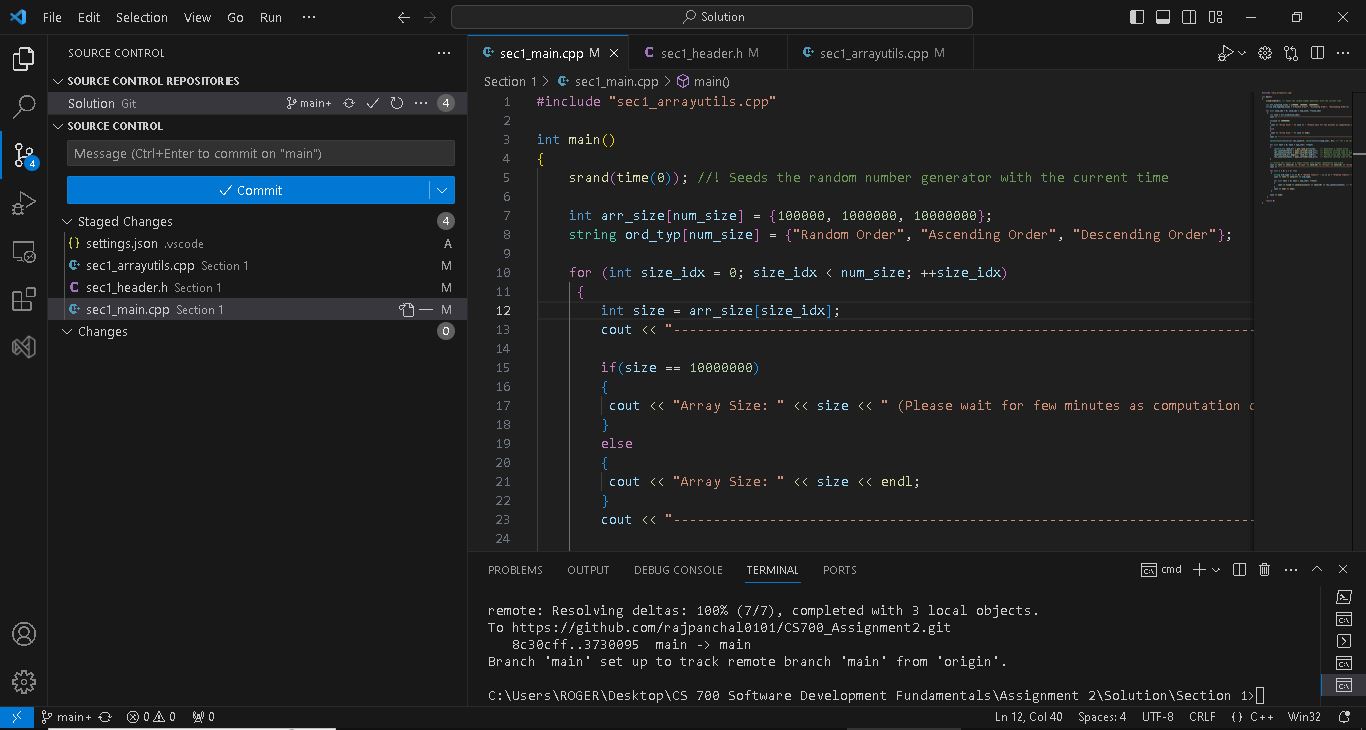 File Edit Selection View Go Run ··· Solution
SOURCE CONTROL
SOURCE CONTROL REPOSITORIES
Solution Git main+ 4
SOURCE CONTROL
Message (Ctrl+Enter to commit on "main")
Commit
Staged Changes 4
settings.json .vscode A
sec1_arrayutils.cpp Section 1 M
sec1_header.h Section 1 M
sec1_main.cpp Section 1 M
Changes 0
4
sec1_main.cpp M sec1_header.h M sec1_arrayutils.cpp M
Section 1 > sec1_main.cpp > main()
1 #include "sec1_arrayutils.cpp"
2
3 int main()
4 {
5 srand(time(0)); //! Seeds the random number generator with the current time
6
7 int arr_size[num_size] = {100000, 1000000, 10000000};
8 string ord_typ[num_size] = {"Random Order", "Ascending Order", "Descending Order"};
9
10 for (int size_idx = 0; size_idx < num_size; ++size_idx)
11 {
12 int size = arr_size[size_idx];
13 cout << "------------------------------------------------------------------------
14
15 if(size == 10000000)
16 {
17 cout << "Array Size: " << size << " (Please wait for few minutes as computation
18 }
19 else
20 {
21 cout << "Array Size: " << size << endl;
22 }
23 cout << "------------------------------------------------------------------------
24
PROBLEMS OUTPUT DEBUG CONSOLE TERMINAL PORTS cmd
remote: Resolving deltas: 100% (7/7), completed with 3 local objects.
To https://github.com/rajpanchal0101/CS700_Assignment2.git
8c30cff..3730095 main -> main
Branch 'main' set up to track remote branch 'main' from 'origin'.
C:\Users\ROGER\Desktop\CS 700 Software Development Fundamentals\Assignment 2\Solution\Section 1>
main+ 0 0 0 Ln 12, Col 40 Spaces: 4 UTF-8 CRLF {} C++ Win32